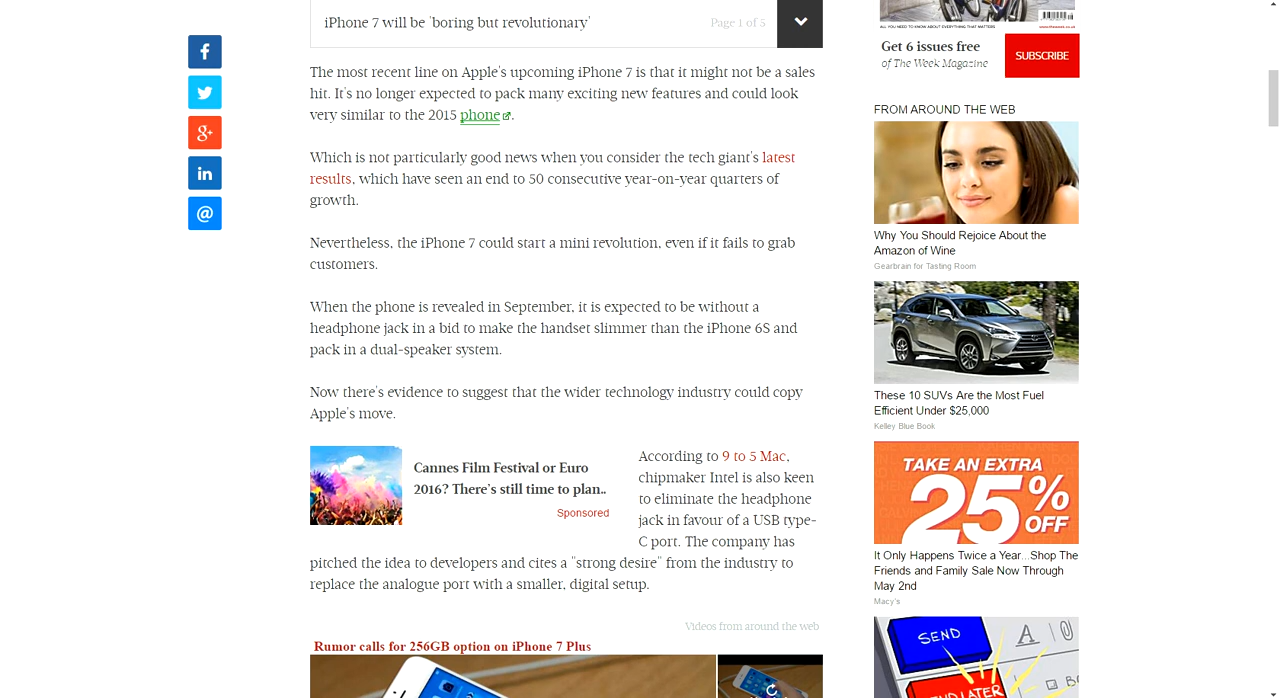 iPhone 7 will be 'boring but revolutionary'
Page 1 of 5
The most recent line on Apple's upcoming iPhone 7 is that it might not be a sales
hit. It's no longer expected to pack many exciting new features and could look
very similar to the 2015 phone.
Which is not particularly good news when you consider the tech giant's latest
results, which have seen an end to 50 consecutive year-on-year quarters of
growth.
Nevertheless, the iPhone 7 could start a mini revolution, even if it fails to grab
customers.
When the phone is revealed in September, it is expected to be without a
headphone jack in a bid to make the handset slimmer than the iPhone 6S and
pack in a dual-speaker system.
Now there's evidence to suggest that the wider technology industry could copy
Apple's move.
Cannes Film Festival or Euro
2016? There's still time to plan..
Sponsored
According to 9 to 5 Mac,
chipmaker Intel is also keen
to eliminate the headphone
jack in favour of a USB type-
C port. The company has
pitched the idea to developers and cites a "strong desire" from the industry to
replace the analogue port with a smaller, digital setup.
Videos from around the web
Rumor calls for 256GB option on iPhone 7 Plus
ALL YOU NEED TO KNOW ABOUT EVERYTHING THAT MATTERS
Get 6 issues free
of The Week Magazine
SUBSCRIBE
FROM AROUND THE WEB
Why You Should Rejoice About the
Amazon of Wine
Gearbrain for Tasting Room
These 10 SUVs Are the Most Fuel
Efficient Under $25,000
Kelley Blue Book
TAKE AN EXTRA
25% OFF
It Only Happens Twice a Year...Shop The
Friends and Family Sale Now Through
May 2nd
Macy's
SEND
SEND LATER